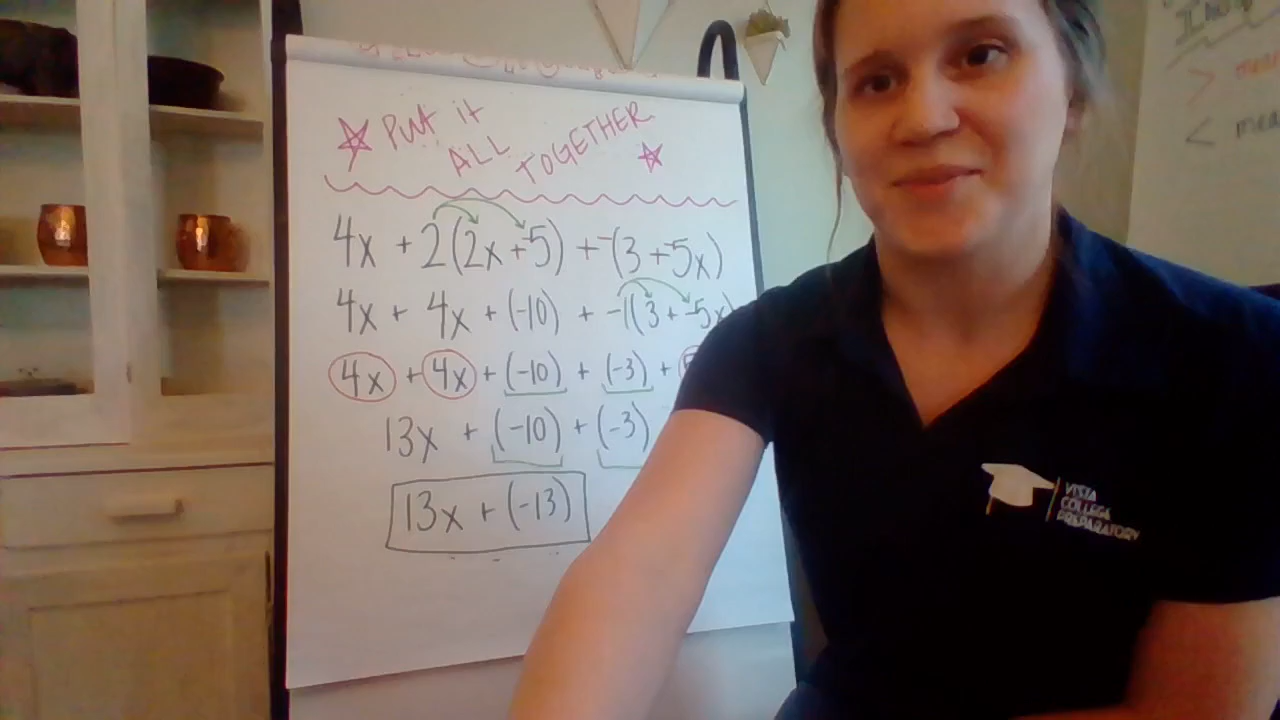 ★ PUT it
ALL
TOGETHER ★
4x + 2(2x + -5) + -(3 + -5x)
4x + 4x + (-10) + -1(3 + -5x)
4x + 4x + (-10) + (-3) +
13x + (-10) + (-3)
13x + (-13)
>
<
VISTA
COLLEGE
PREPARATORY